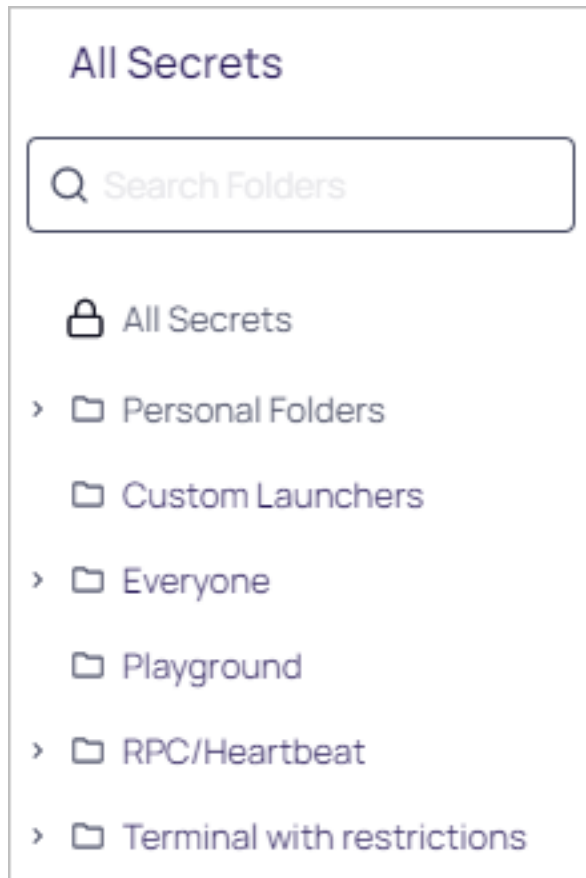 All Secrets
Search Folders
All Secrets
Personal Folders
Custom Launchers
Everyone
Playground
RPC/Heartbeat
Terminal with restrictions